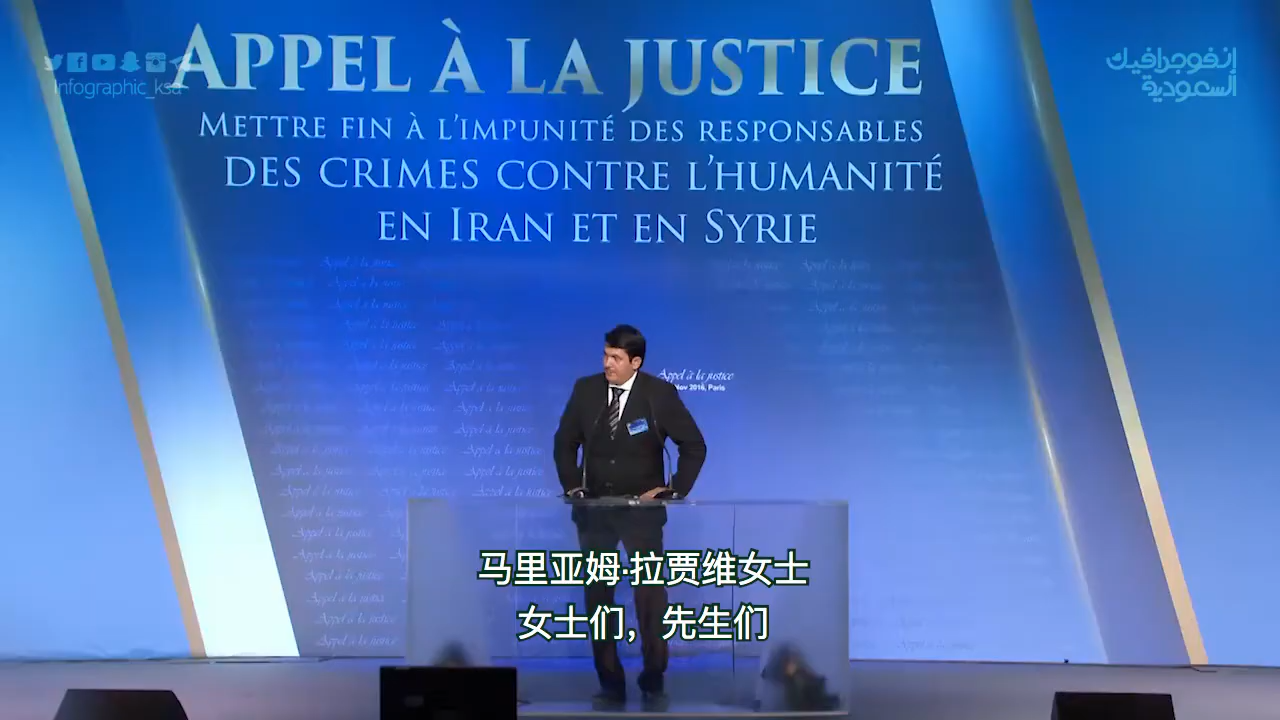 Infographic_ksa
إنفوجرافيك
السعودية
APPEL À LA JUSTICE
METTRE FIN À L'IMPUNITÉ DES RESPONSABLES
DES CRIMES CONTRE L'HUMANITÉ
EN IRAN ET EN SYRIE
Appel à la justice
Nov 2016, Paris
马里亚姆·拉贾维女士
女士们，先生们